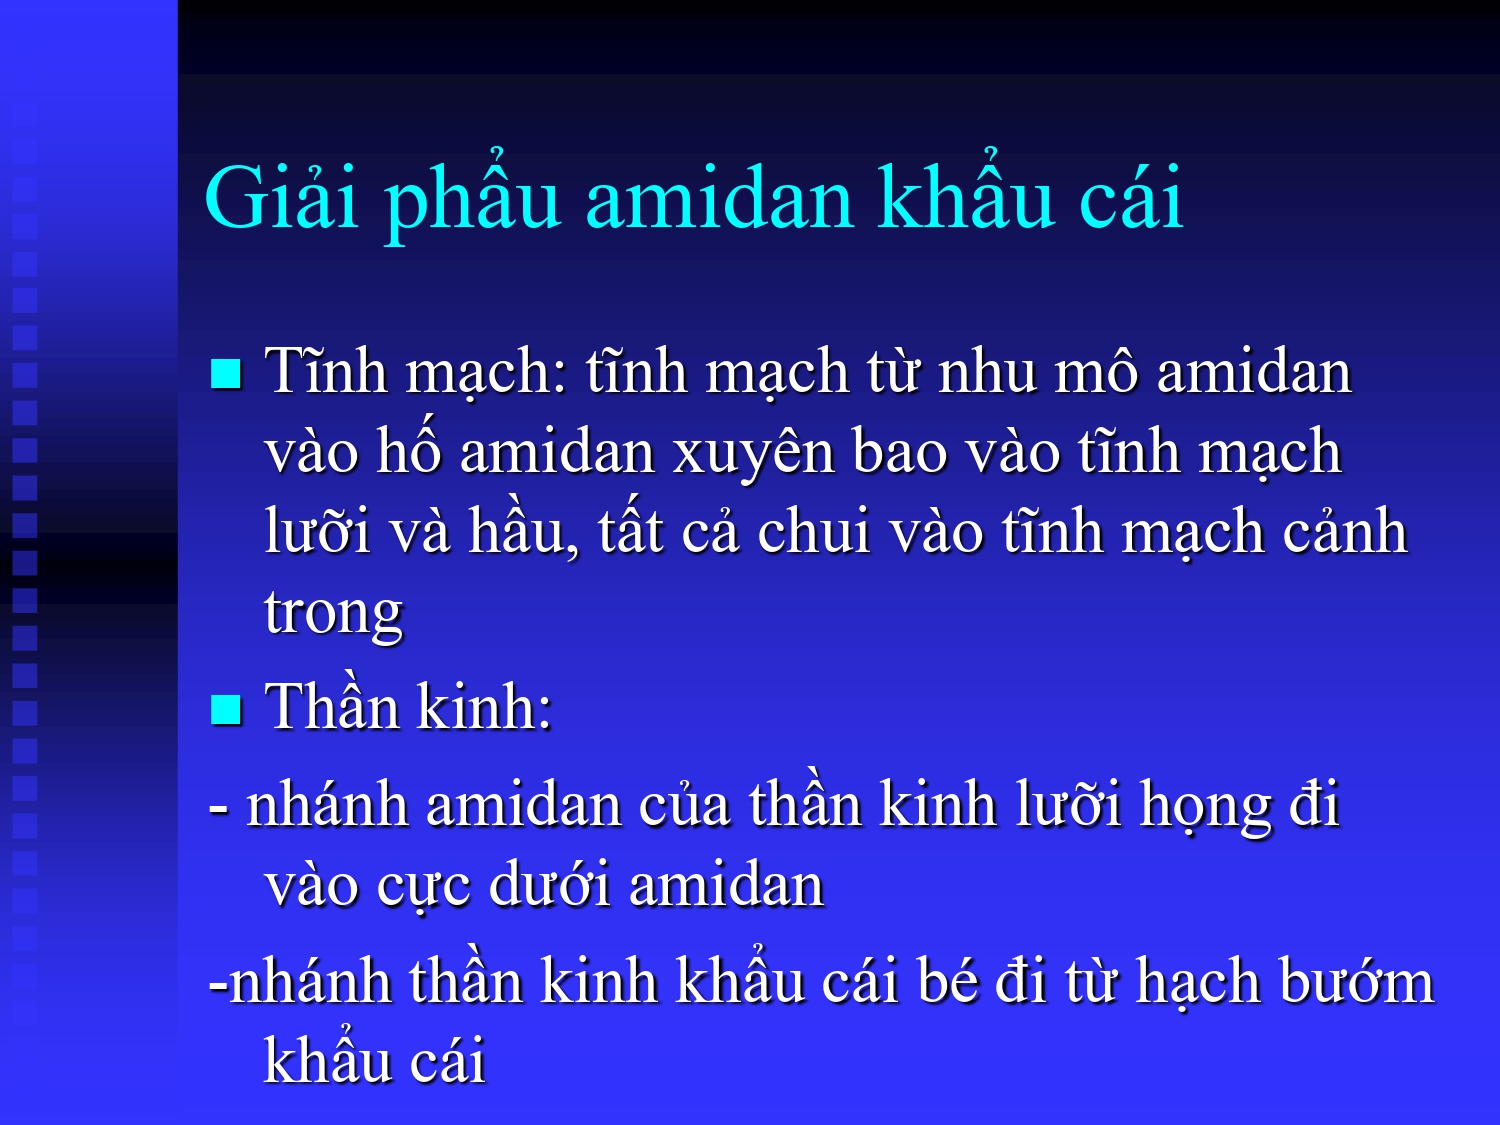 Giải phẩu amidan khẩu cái
Tĩnh mạch: tĩnh mạch từ nhu mô amidan
vào hố amidan xuyên bao vào tĩnh mạch
lưỡi và hầu, tất cả chui vào tĩnh mạch cảnh
trong
Thần kinh:
- nhánh amidan của thần kinh lưỡi họng đi
vào cực dưới amidan
-nhánh thần kinh khẩu cái bé đi từ hạch bướm
khẩu cái